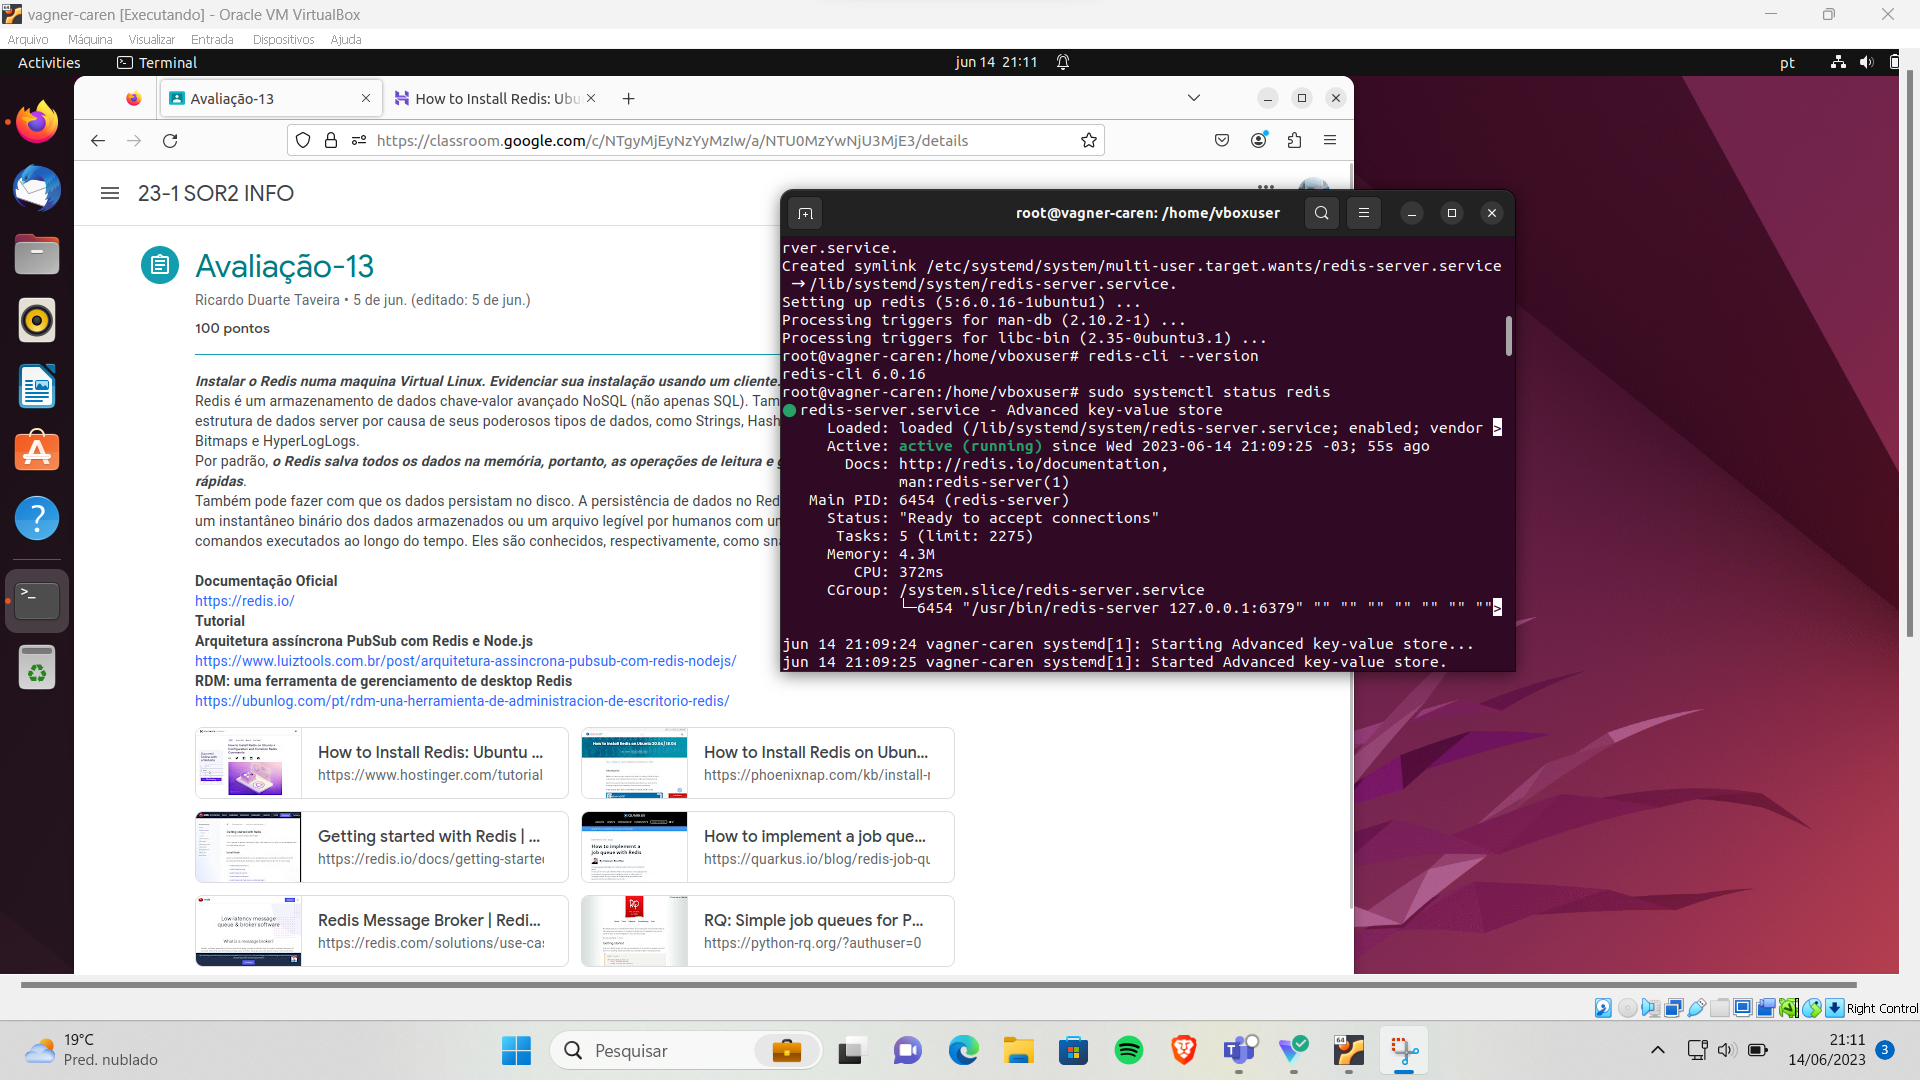 vagner-caren [Executando] - Oracle VM VirtualBox
Arquivo Máquina Visualizar Entrada Dispositivos Ajuda
Activities Terminal jun 14 21:11 pt
Avaliação-13 How to Install Redis: Ubu
https://classroom.google.com/c/NTgyMjEyNzYyMzIw/a/NTU0MzYwNjU3MjE3/details
23-1 SOR2 INFO
Avaliação-13
Ricardo Duarte Taveira • 5 de jun. (editado: 5 de jun.)
100 pontos
Instalar o Redis numa maquina Virtual Linux. Evidenciar sua instalação usando um cliente.
Redis é um armazenamento de dados chave-valor avançado NoSQL (não apenas SQL). Tam
estrutura de dados server por causa de seus poderosos tipos de dados, como Strings, Hash
Bitmaps e HyperLogLogs.
Por padrão, o Redis salva todos os dados na memória, portanto, as operações de leitura e g
rápidas.
Também pode fazer com que os dados persistam no disco. A persistência de dados no Red
um instantâneo binário dos dados armazenados ou um arquivo legível por humanos com um
comandos executados ao longo do tempo. Eles são conhecidos, respectivamente, como sna
Documentação Oficial
https://redis.io/
Tutorial
Arquitetura assíncrona PubSub com Redis e Node.js
https://www.luiztools.com.br/post/arquitetura-assincrona-pubsub-com-redis-nodejs/
RDM: uma ferramenta de gerenciamento de desktop Redis
https://ubunlog.com/pt/rdm-una-herramienta-de-administracion-de-escritorio-redis/
How to Install Redis: Ubuntu ...
https://www.hostinger.com/tutorial
How to Install Redis on Ubun...
https://phoenixnap.com/kb/install-r
Getting started with Redis | ...
https://redis.io/docs/getting-starte
How to implement a job que...
https://quarkus.io/blog/redis-job-qu
Redis Message Broker | Redi...
https://redis.com/solutions/use-cas
RQ: Simple job queues for P...
https://python-rq.org/?authuser=0
root@vagner-caren: /home/vboxuser
rver.service.
Created symlink /etc/systemd/system/multi-user.target.wants/redis-server.service
→ /lib/systemd/system/redis-server.service.
Setting up redis (5:6.0.16-1ubuntu1) ...
Processing triggers for man-db (2.10.2-1) ...
Processing triggers for libc-bin (2.35-0ubuntu3.1) ...
root@vagner-caren:/home/vboxuser# redis-cli --version
redis-cli 6.0.16
root@vagner-caren:/home/vboxuser# sudo systemctl status redis
● redis-server.service - Advanced key-value store
Loaded: loaded (/lib/systemd/system/redis-server.service; enabled; vendor >
Active: active (running) since Wed 2023-06-14 21:09:25 -03; 55s ago
Docs: http://redis.io/documentation,
man:redis-server(1)
Main PID: 6454 (redis-server)
Status: "Ready to accept connections"
Tasks: 5 (limit: 2275)
Memory: 4.3M
CPU: 372ms
CGroup: /system.slice/redis-server.service
└─6454 "/usr/bin/redis-server 127.0.0.1:6379" "" "" "" "" "" "" "">
jun 14 21:09:24 vagner-caren systemd[1]: Starting Advanced key-value store...
jun 14 21:09:25 vagner-caren systemd[1]: Started Advanced key-value store.
Right Control
19°C
Pred. nublado
Pesquisar
21:11
14/06/2023
3